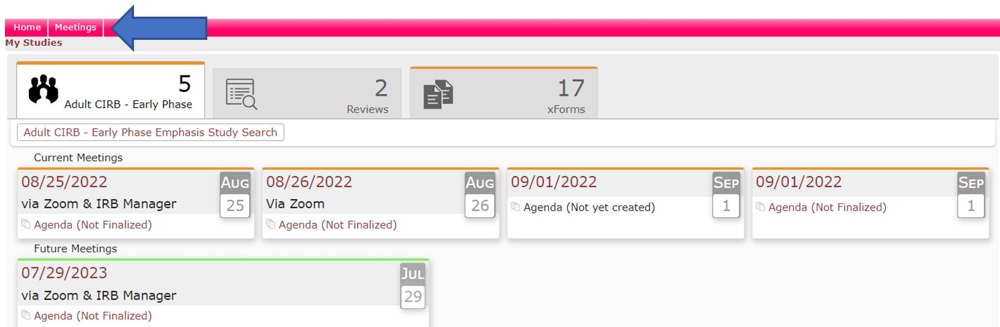 Home Meetings
My Studies
5
Adult CIRB - Early Phase
2
Reviews
17
xForms
Adult CIRB - Early Phase Emphasis Study Search
Current Meetings
08/25/2022
via Zoom & IRB Manager
Agenda (Not Finalized)
AUG
25
08/26/2022
Via Zoom
Agenda (Not Finalized)
AUG
26
09/01/2022
Agenda (Not yet created)
SEP
1
09/01/2022
Agenda (Not Finalized)
SEP
1
Future Meetings
07/29/2023
via Zoom & IRB Manager
Agenda (Not Finalized)
JUL
29